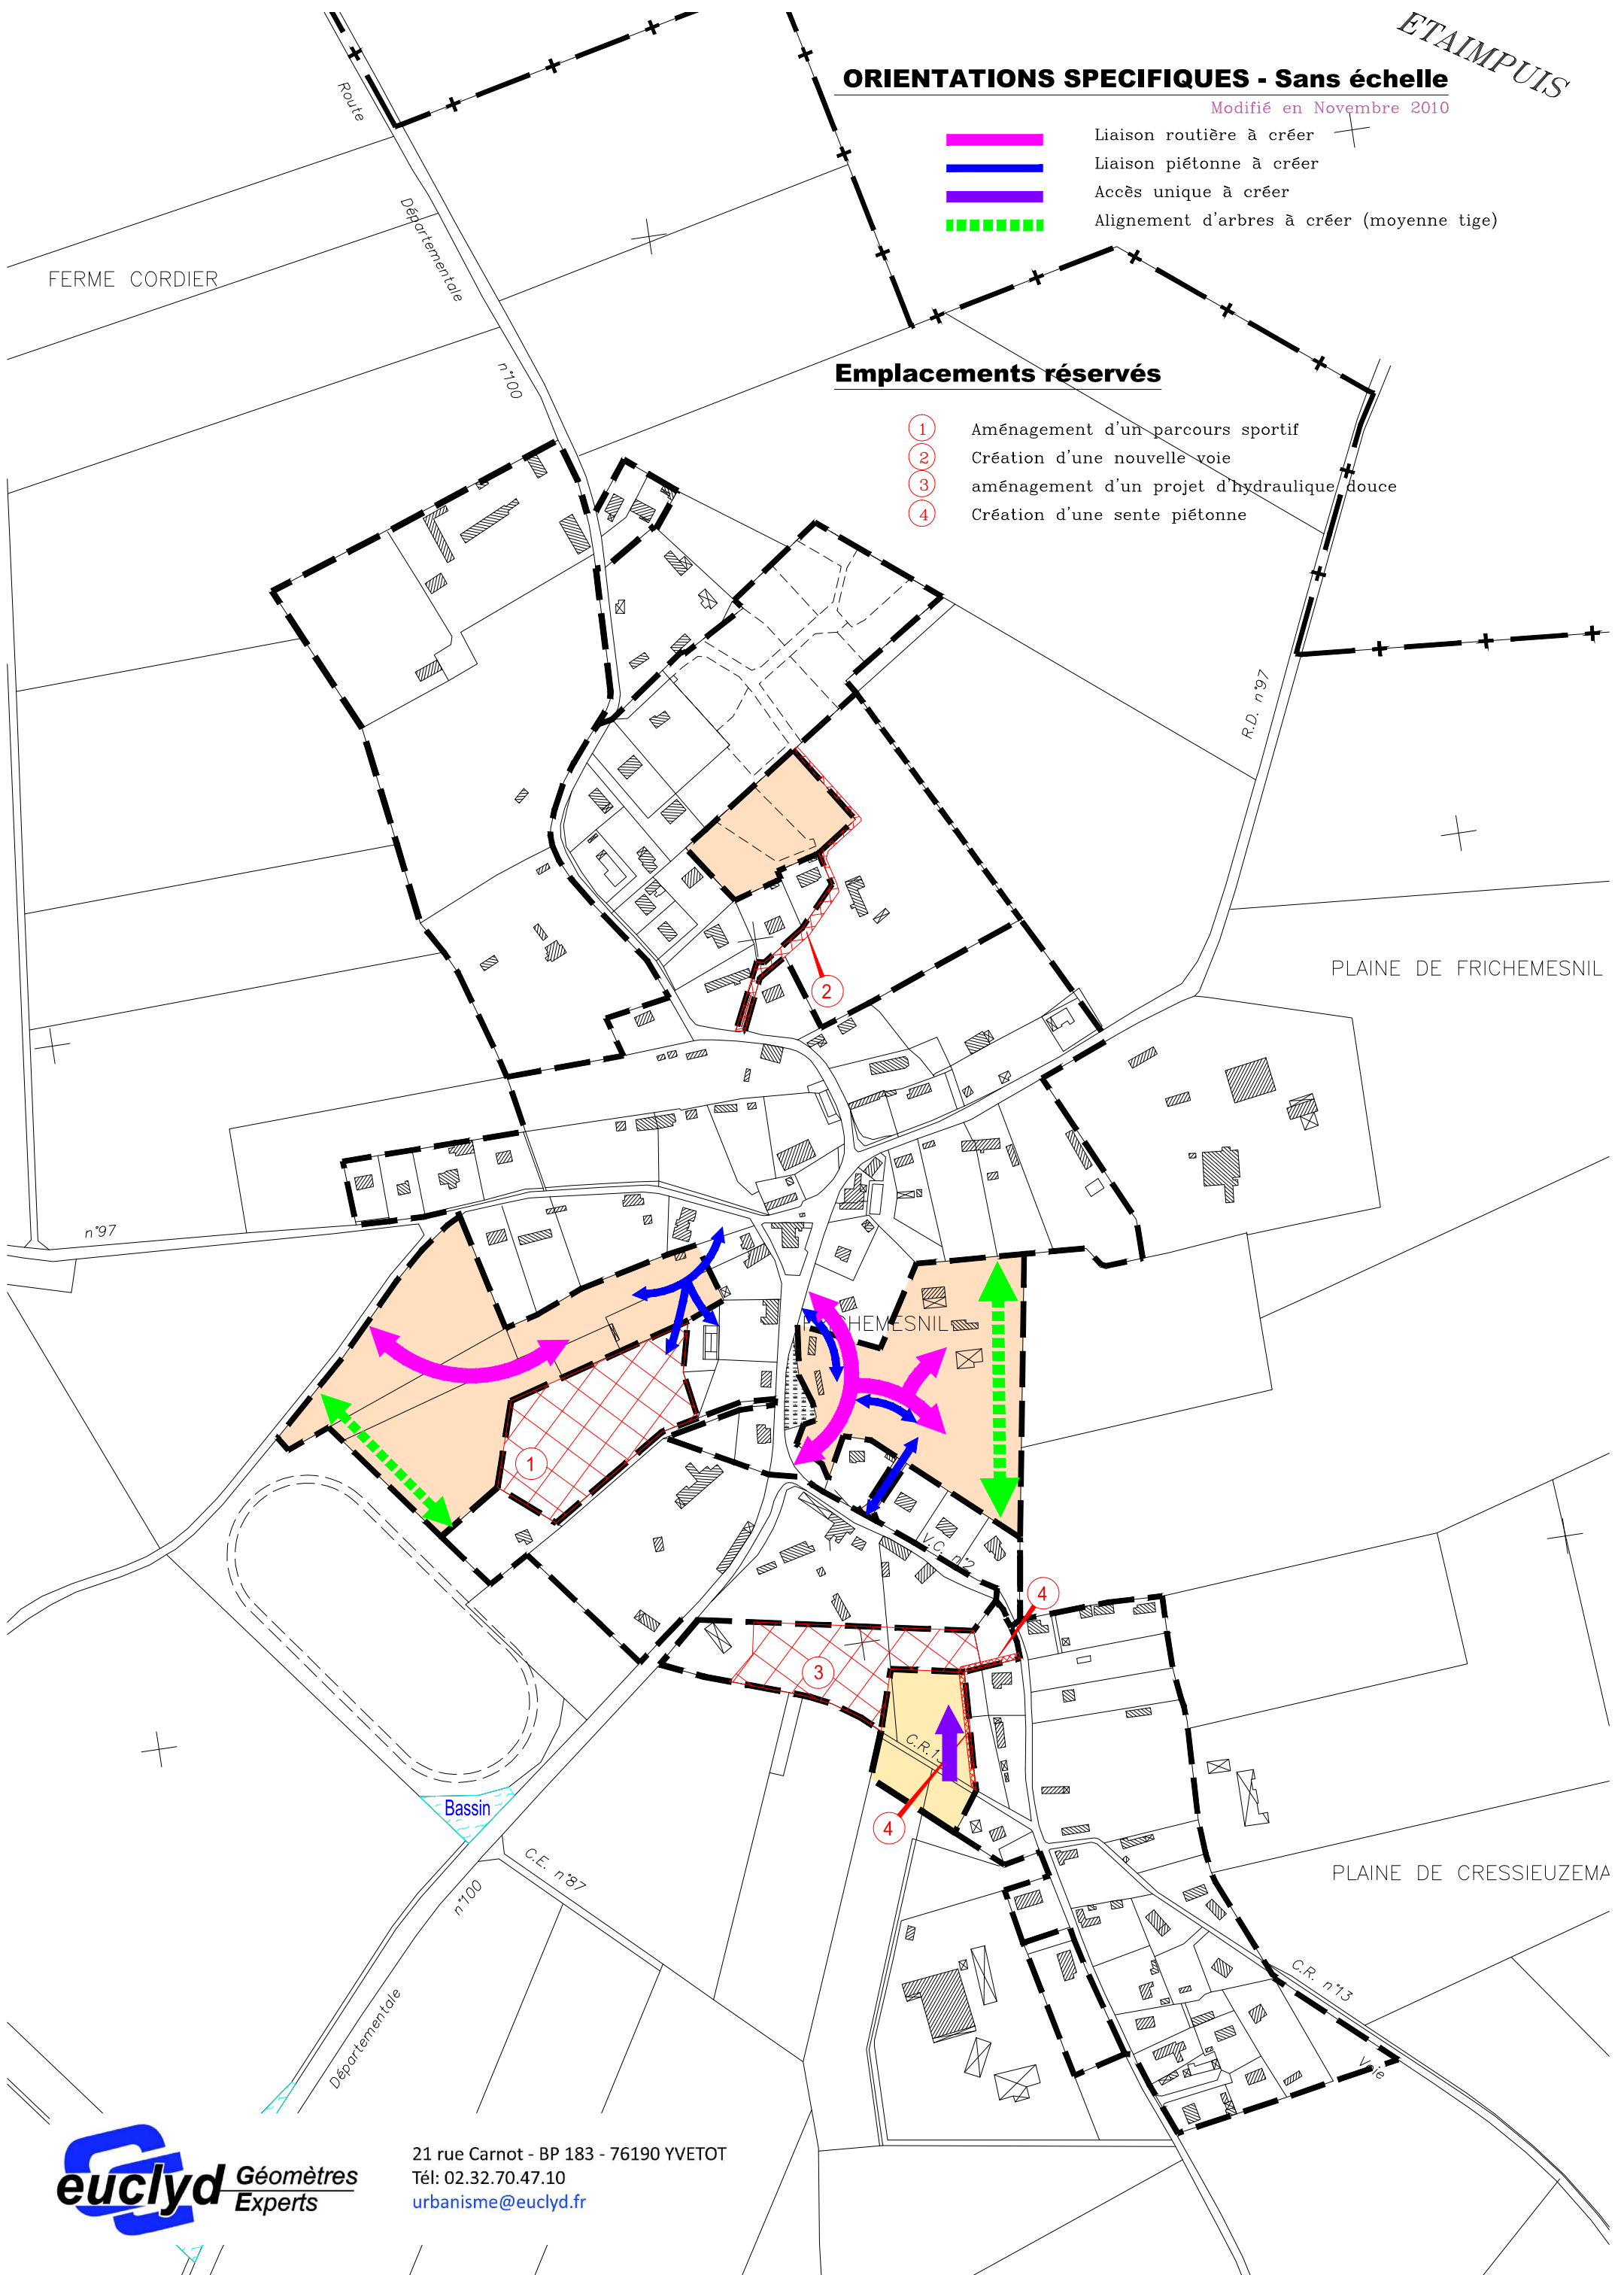 ETAIMPUIS
ORIENTATIONS SPECIFIQUES - Sans échelle
Modifié en Novembre 2010
Liaison routière à créer
Liaison piétonne à créer
Accès unique à créer
Alignement d'arbres à créer (moyenne tige)
Route
Départementale
n°100
FERME CORDIER
Emplacements réservés
1 Aménagement d'un parcours sportif
2 Création d'une nouvelle voie
3 aménagement d'un projet d'hydraulique douce
4 Création d'une sente piétonne
R.D. n°97
PLAINE DE FRICHEMESNIL
2
n°97
FRICHEMESNIL
1
V.C. n°2
4
3
C.R.13
4
Bassin
C.E. n°87
n°100
Départementale
PLAINE DE CRESSIEUZEMA
C.R. n°13
Voie
euclyd Géomètres
Experts
21 rue Carnot - BP 183 - 76190 YVETOT
Tél: 02.32.70.47.10
urbanisme@euclyd.fr